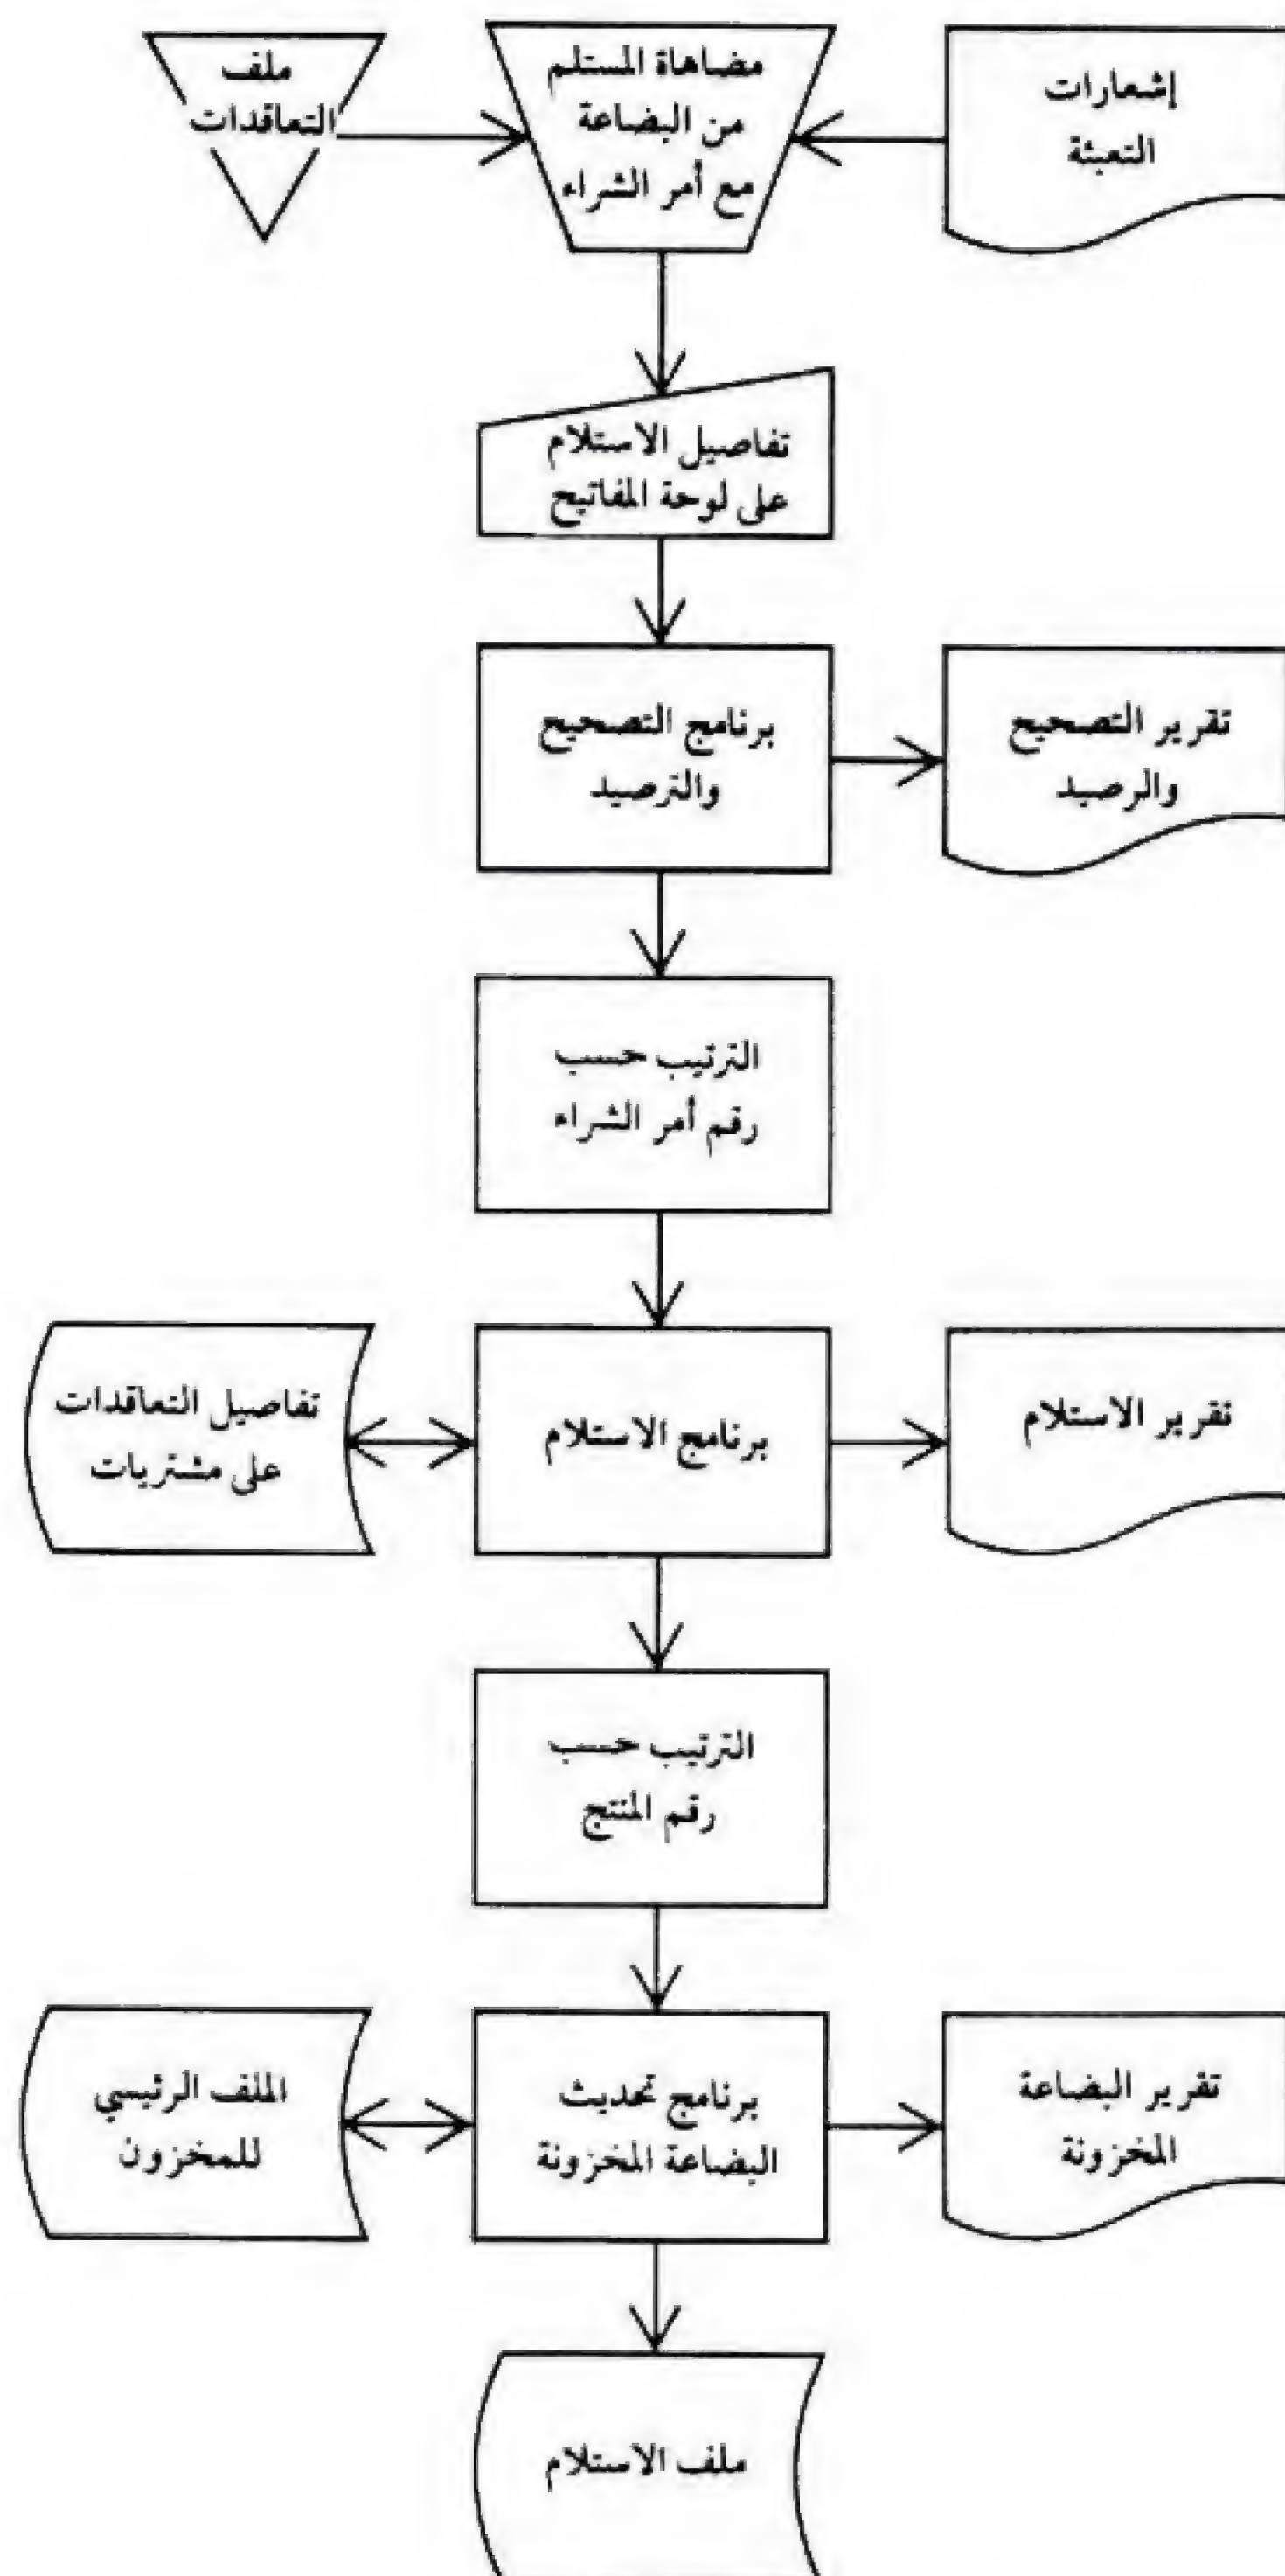 إشعارات
التعبئة
مضاهاة المستلم
من البضاعة
مع أمر الشراء
ملف
التعاقدات
تفاصيل الاستلام
على لوحة المفاتيح
تقرير التصحيح
والرصيد
برنامج التصحيح
والترصيد
الترتيب حسب
رقم أمر الشراء
تقرير الاستلام
برنامج الاستلام
تفاصيل التعاقدات
على مشتريات
الترتيب حسب
رقم المنتج
تقرير البضاعة
المخزونة
برنامج تحديث
البضاعة المخزونة
الملف الرئيسي
للمخزون
ملف الاستلام